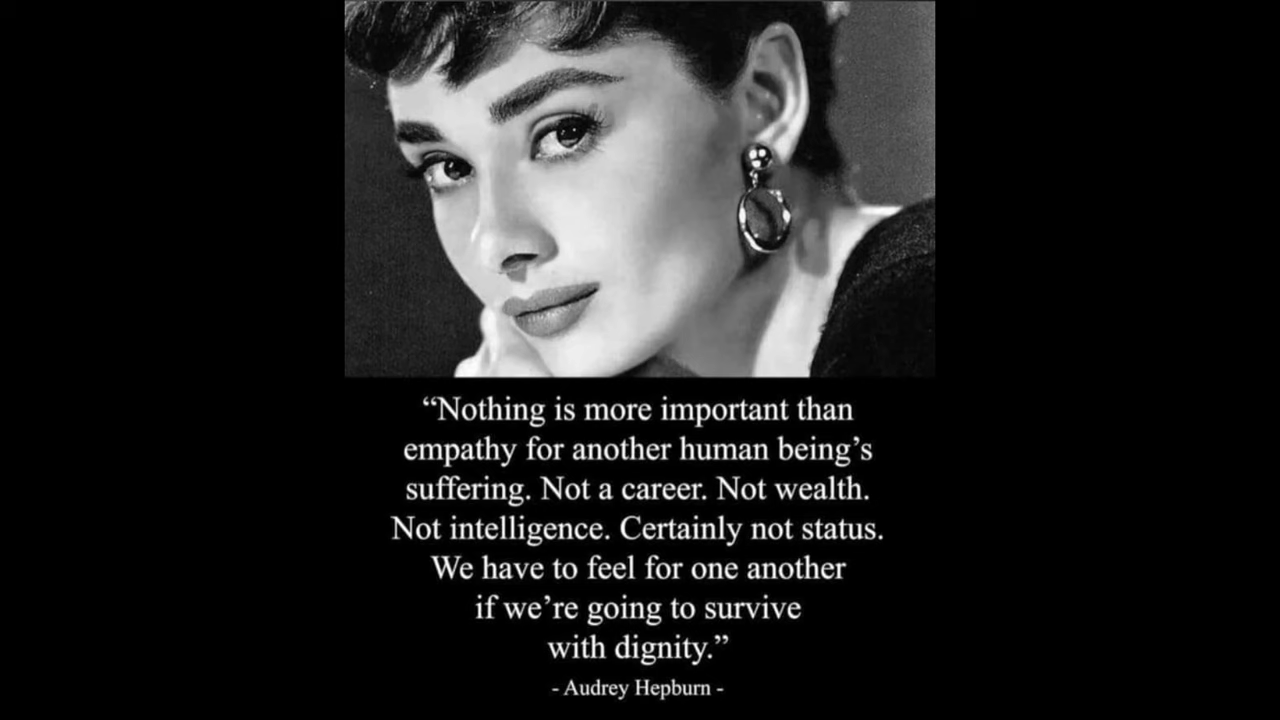 “Nothing is more important than
empathy for another human being’s
suffering. Not a career. Not wealth.
Not intelligence. Certainly not status.
We have to feel for one another
if we’re going to survive
with dignity.”
- Audrey Hepburn -